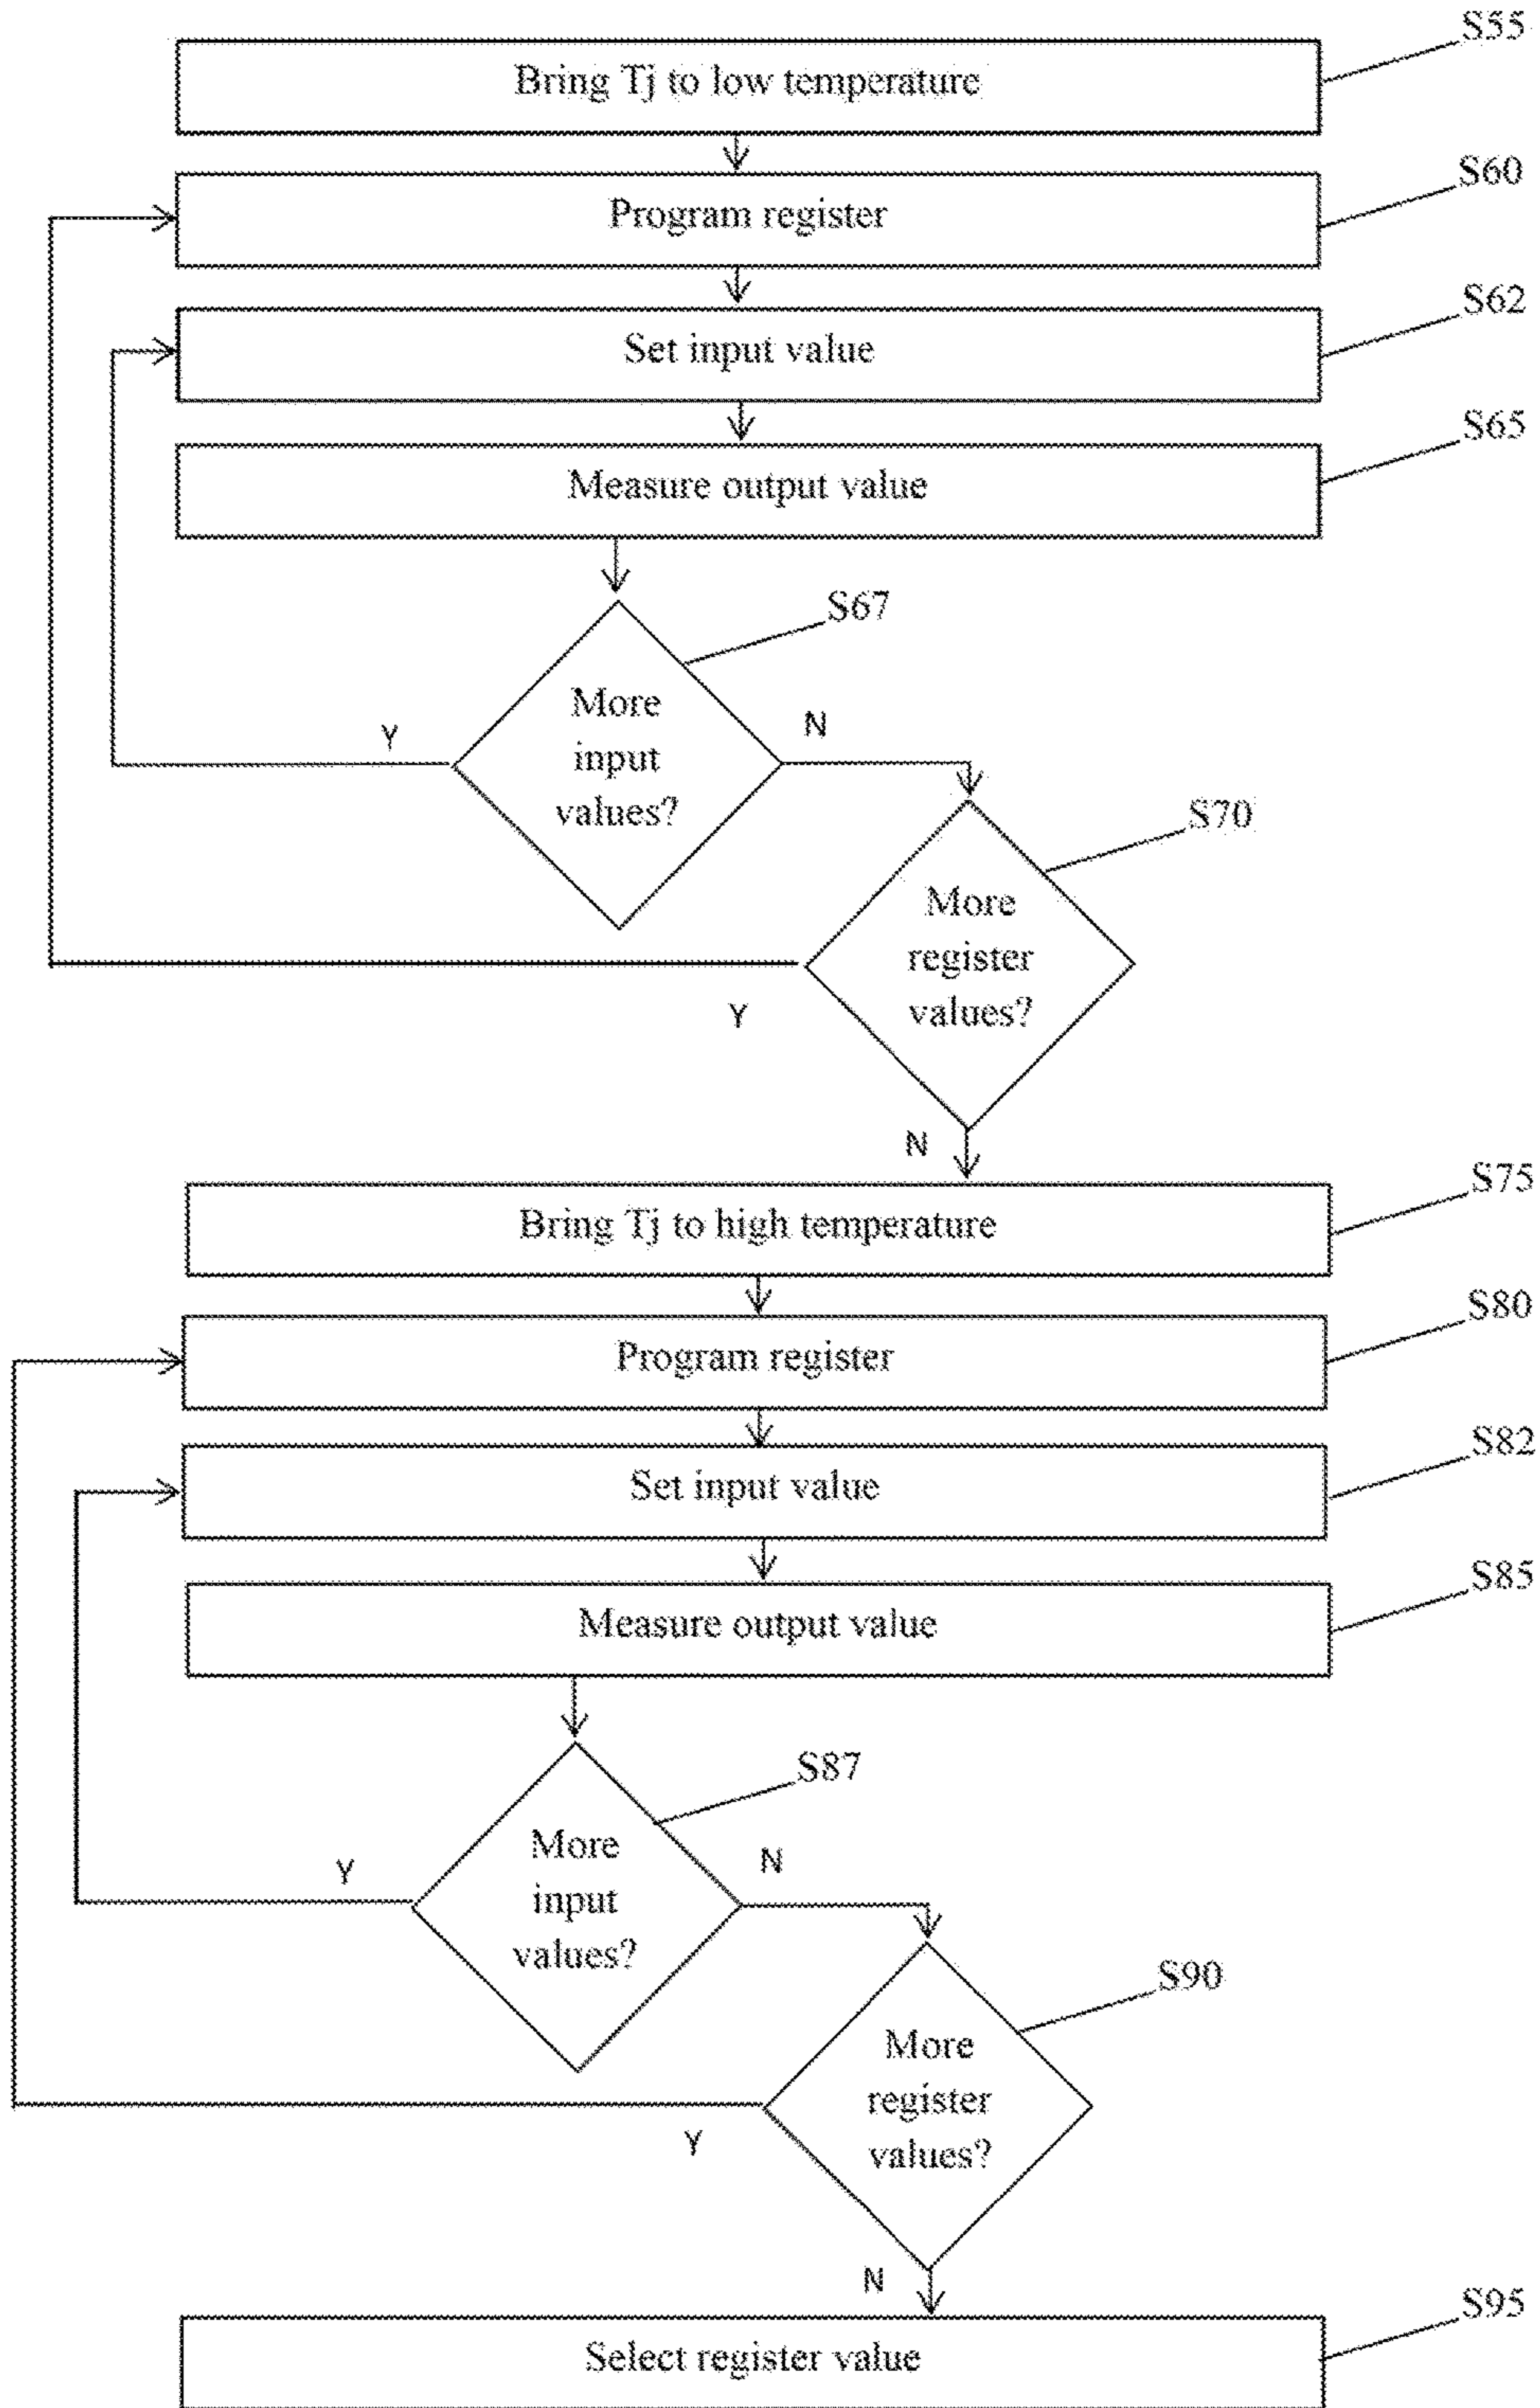 S55
Bring Tj to low temperature
S60
Program register
S62
Set input value
S65
Measure output value
S67
More
input
values?
Y
N
S70
More
register
values?
Y
N
S75
Bring Tj to high temperature
S80
Program register
S82
Set input value
S85
Measure output value
S87
More
input
values?
Y
N
S90
More
register
values?
Y
N
S95
Select register value